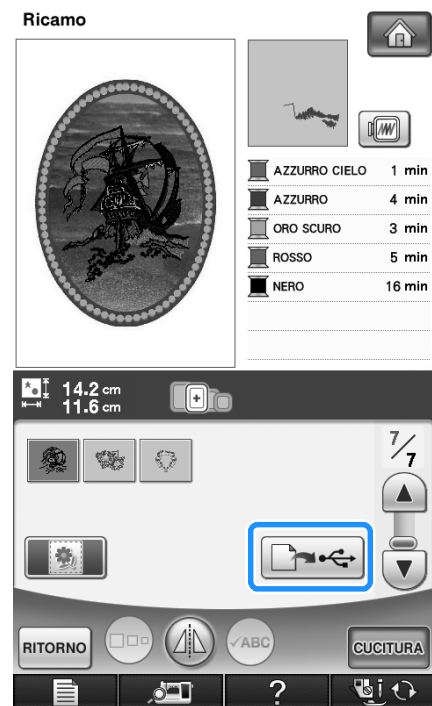 Ricamo
AZZURRO CIELO 1 min
AZZURRO 4 min
ORO SCURO 3 min
ROSSO 5 min
NERO 16 min
14.2 cm
11.6 cm
7/7
RITORNO
ABC
CUCITURA
?